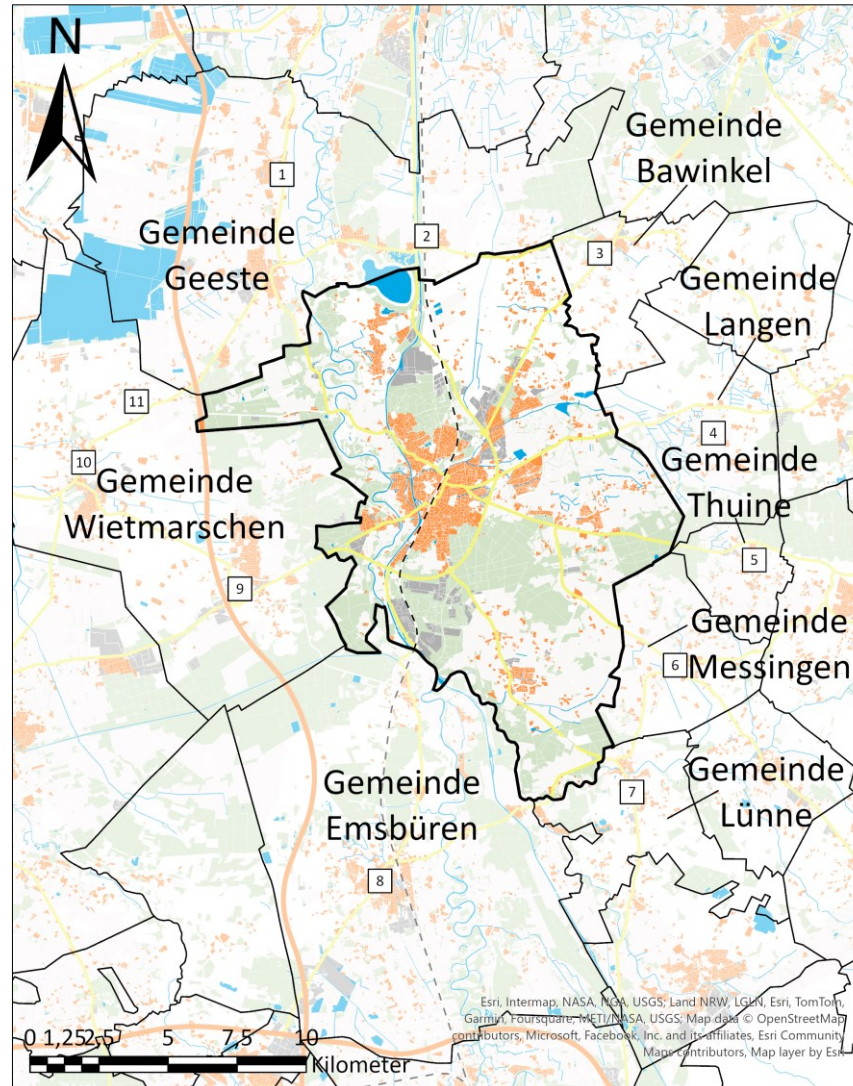 N
Gemeinde
Bawinkel
1
2
3
Gemeinde
Geeste
Gemeinde
Langen
11
4
10
Gemeinde
Wietmarschen
Gemeinde
Thuine
5
9
Gemeinde
Messingen
6
Gemeinde
Emsbüren
7
Gemeinde
Lünne
8
Esri, Intermap, NASA, NGA, USGS; Land NRW, LGLN, Esri, TomTom,
Garmin, Foursquare, METI/NASA, USGS; Map data © OpenStreetMap
contributors, Microsoft, Facebook, Inc. and its affiliates, Esri Community
Maps contributors, Map layer by Esri
0 1,25 2,5 5 7,5 10
Kilometer